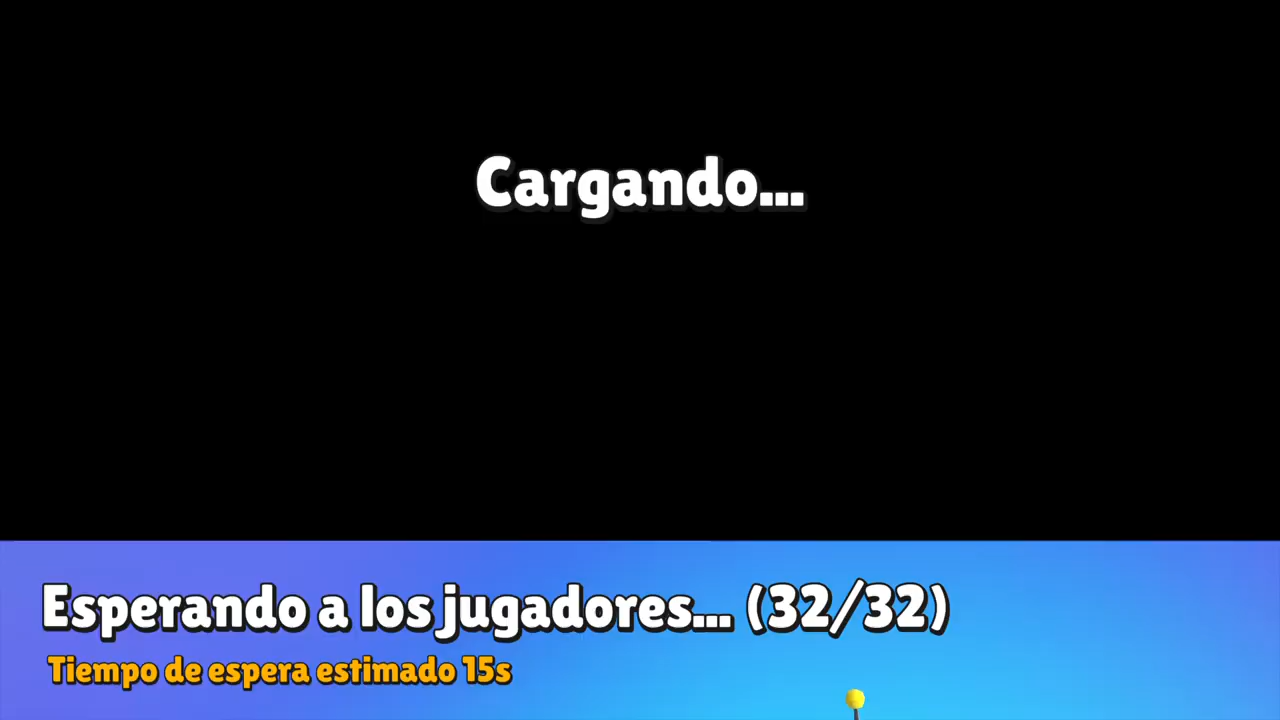 Cargando...
Esperando a los jugadores... (32/32)
Tiempo de espera estimado 15s